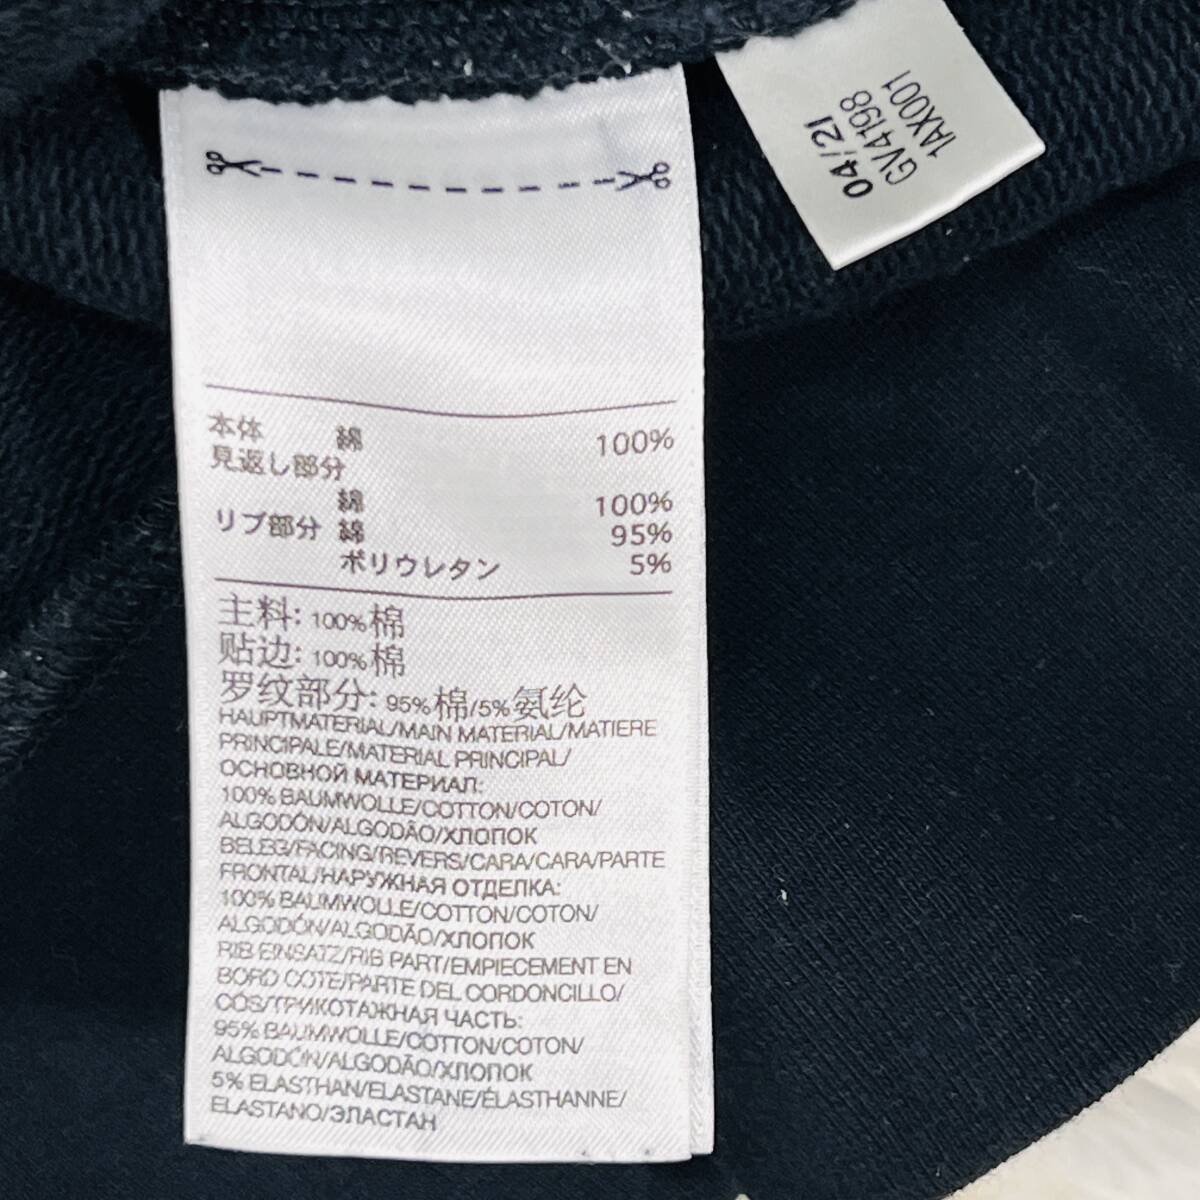 04/21
GV4198
1AX001
本体 綿 100%
見返し部分
綿 100%
リブ部分 綿 95%
ポリウレタン 5%
主料: 100%棉
贴边: 100%棉
罗纹部分: 95%棉/5%氨纶
HAUPTMATERIAL/MAIN MATERIAL/MATIERE
PRINCIPALE/MATERIAL PRINCIPAL/
ОСНОВНОЙ МАТЕРИАЛ:
100% BAUMWOLLE/COTTON/COTON/
ALGODÓN/ALGODÃO/ХЛОПОК
BELEG/FACING/REVERS/CARA/CARA/PARTE
FRONTAL/НАРУЖНАЯ ОТДЕЛКА:
100% BAUMWOLLE/COTTON/COTON/
ALGODÓN/ALGODÃO/ХЛОПОК
RIB EINSATZ/RIB PART/EMPIECEMENT EN
BORD COTE/PARTE DEL CORDONCILLO/
CÓS/ТРИКОТАЖНАЯ ЧАСТЬ:
95% BAUMWOLLE/COTTON/COTON/
ALGODÓN/ALGODÃO/ХЛОПОК
5% ELASTHAN/ELASTANE/ÉLASTHANNE/
ELASTANO/ЭЛАСТАН